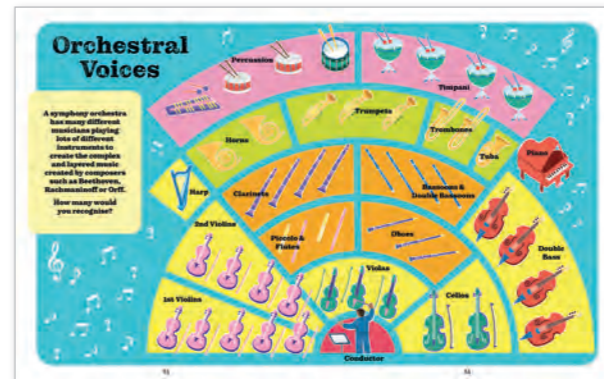 Orchestral
Voices
A symphony orchestra
has many different
musicians playing
lots of different
instruments to
create the complex
and layered music
created by composers
such as Beethoven,
Rachmaninoff or Orff.
How many would
you recognise?
Percussion
Timpani
Horns
Trumpets
Trombones
Tuba
Piano
Harp
Clarinets
Bassoons &
Double Bassoons
2nd Violins
Piccolo &
Flutes
Oboes
Double
Bass
1st Violins
Violas
Cellos
Conductor